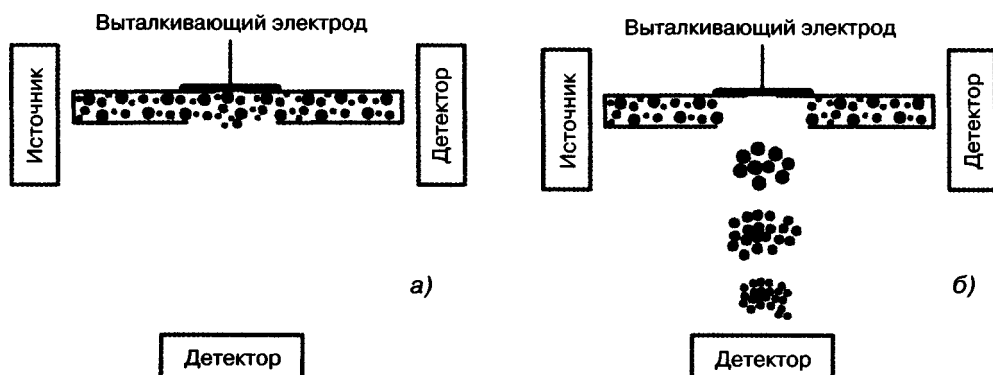 Выталкивающий электрод
Источник
Детектор
а)
Детектор
Выталкивающий электрод
Источник
Детектор
б)
Детектор